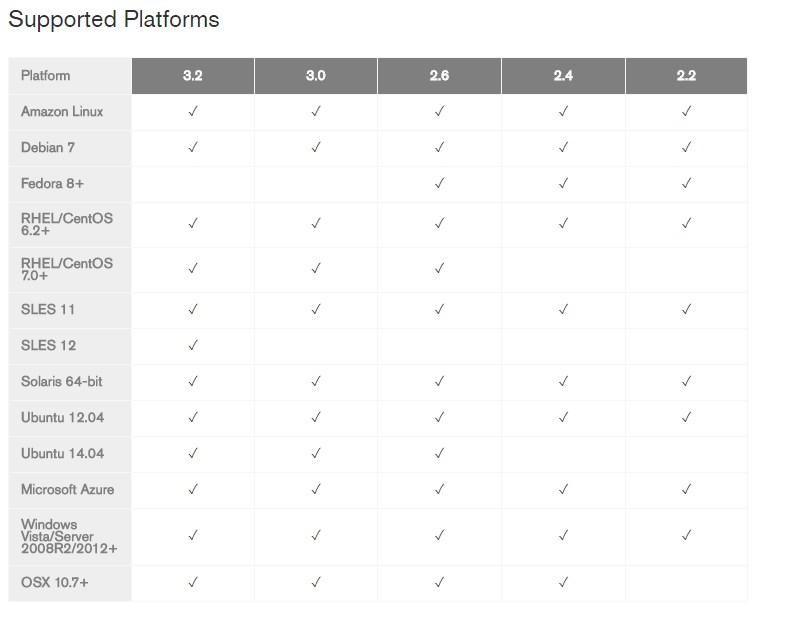 Supported Platforms
Platform 3.2 3.0 2.6 2.4 2.2
Amazon Linux ✓ ✓ ✓ ✓ ✓
Debian 7 ✓ ✓ ✓ ✓ ✓
Fedora 8+ ✓ ✓ ✓
RHEL/CentOS
6.2+ ✓ ✓ ✓ ✓ ✓
RHEL/CentOS
7.0+ ✓ ✓ ✓
SLES 11 ✓ ✓ ✓ ✓ ✓
SLES 12 ✓
Solaris 64-bit ✓ ✓ ✓ ✓ ✓
Ubuntu 12.04 ✓ ✓ ✓ ✓ ✓
Ubuntu 14.04 ✓ ✓ ✓
Microsoft Azure ✓ ✓ ✓ ✓ ✓
Windows
Vista/Server ✓ ✓ ✓ ✓ ✓
2008R2/2012+
OSX 10.7+ ✓ ✓ ✓ ✓